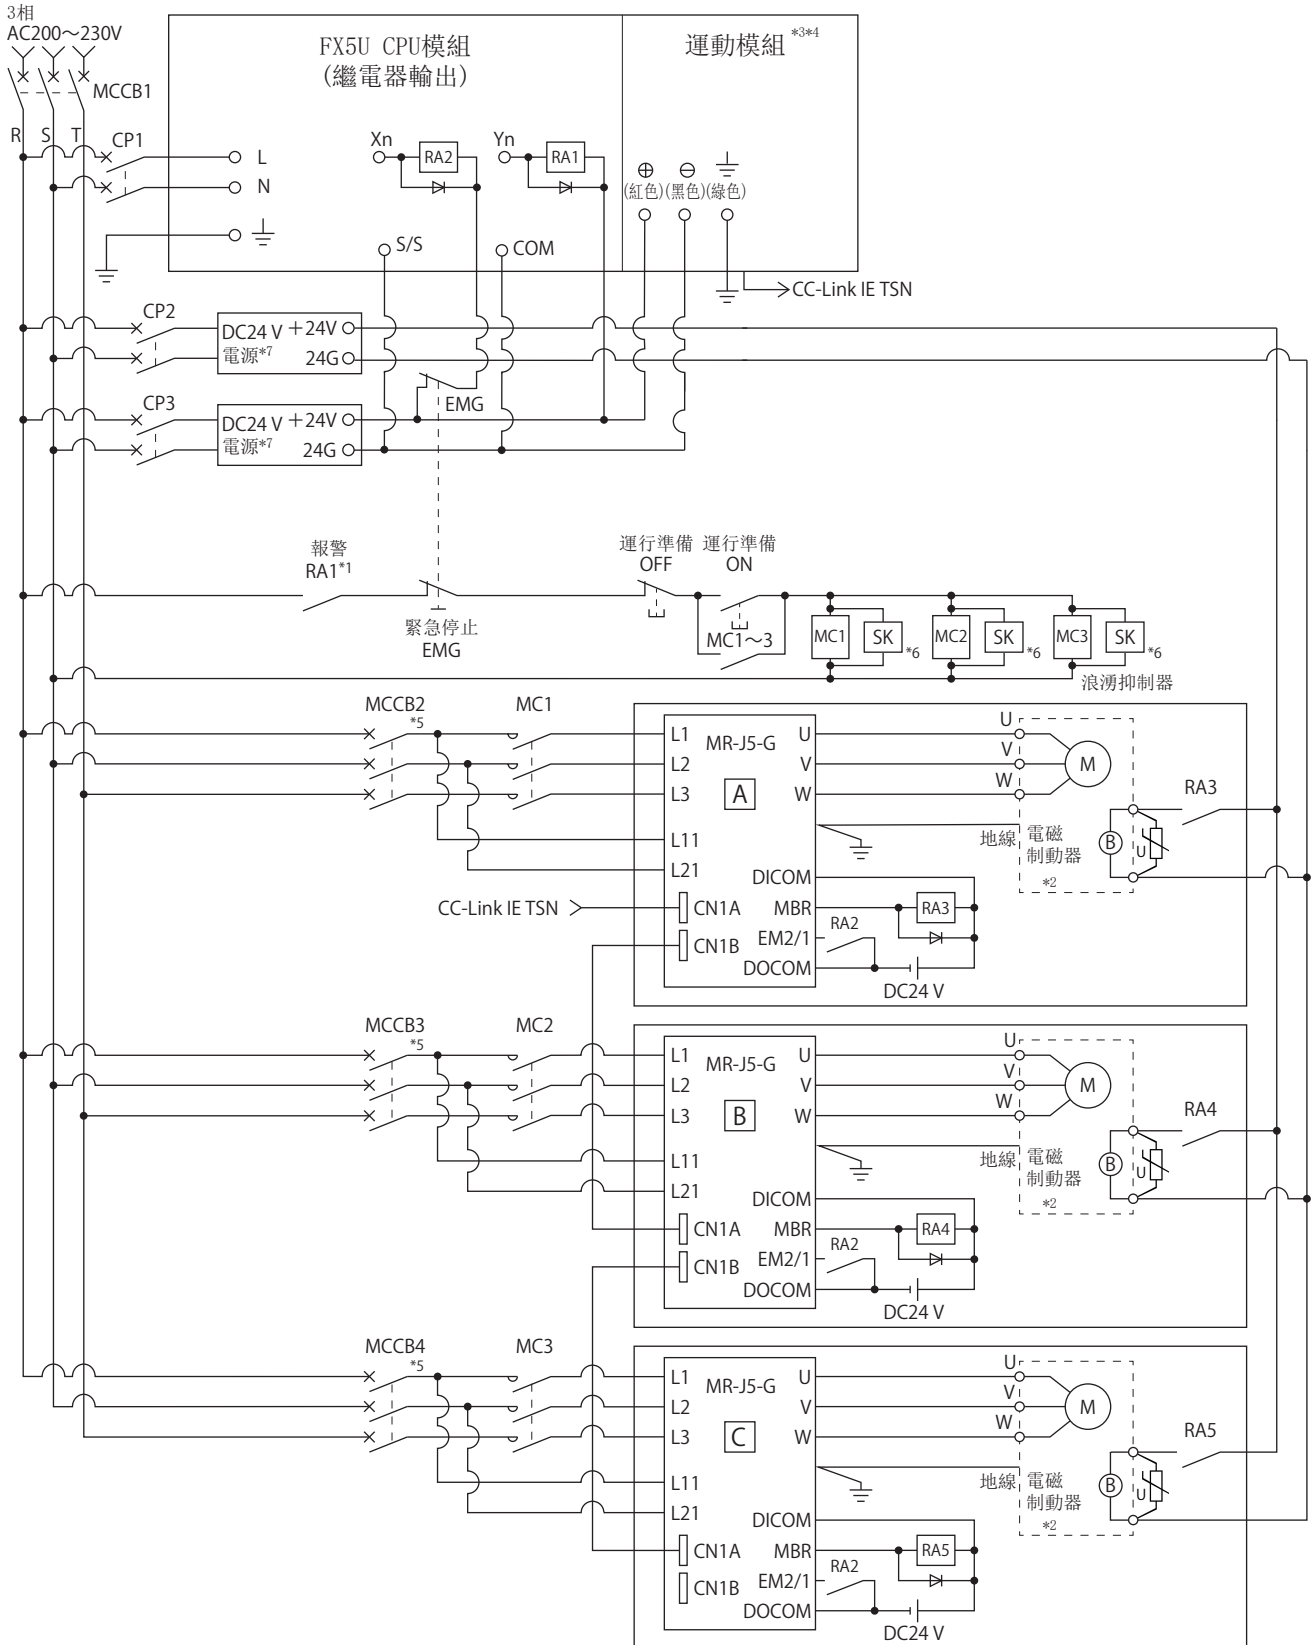 3相
AC200～230V
MCCB1
R S T
CP1
FX5U CPU模組
(繼電器輸出)
運動模組 *3*4
L
N
Xn
RA2
Yn
RA1
S/S
COM
⊕ ⊖
(紅色)(黑色)(綠色)
CC-Link IE TSN
CP2
DC24 V
電源*7
+24V
24G
CP3
DC24 V
電源*7
+24V
24G
EMG
報警
RA1*1
緊急停止
EMG
運行準備
OFF
運行準備
ON
MC1～3
MC1
SK
*6
MC2
SK
*6
MC3
SK
*6
浪湧抑制器
MCCB2
*5
MC1
L1
L2
L3
L11
L21
CN1A
CN1B
CC-Link IE TSN
MR-J5-G
A
U
V
W
DICOM
MBR
EM2/1
DOCOM
U
V
W
M
地線
電磁
制動器
*2
B
U
RA3
RA3
RA2
DC24 V
MCCB3
*5
MC2
L1
L2
L3
L11
L21
CN1A
CN1B
MR-J5-G
B
U
V
W
DICOM
MBR
EM2/1
DOCOM
U
V
W
M
地線
電磁
制動器
*2
B
U
RA4
RA4
RA2
DC24 V
MCCB4
*5
MC3
L1
L2
L3
L11
L21
CN1A
CN1B
MR-J5-G
C
U
V
W
DICOM
MBR
EM2/1
DOCOM
U
V
W
M
地線
電磁
制動器
*2
B
U
RA5
RA5
RA2
DC24 V